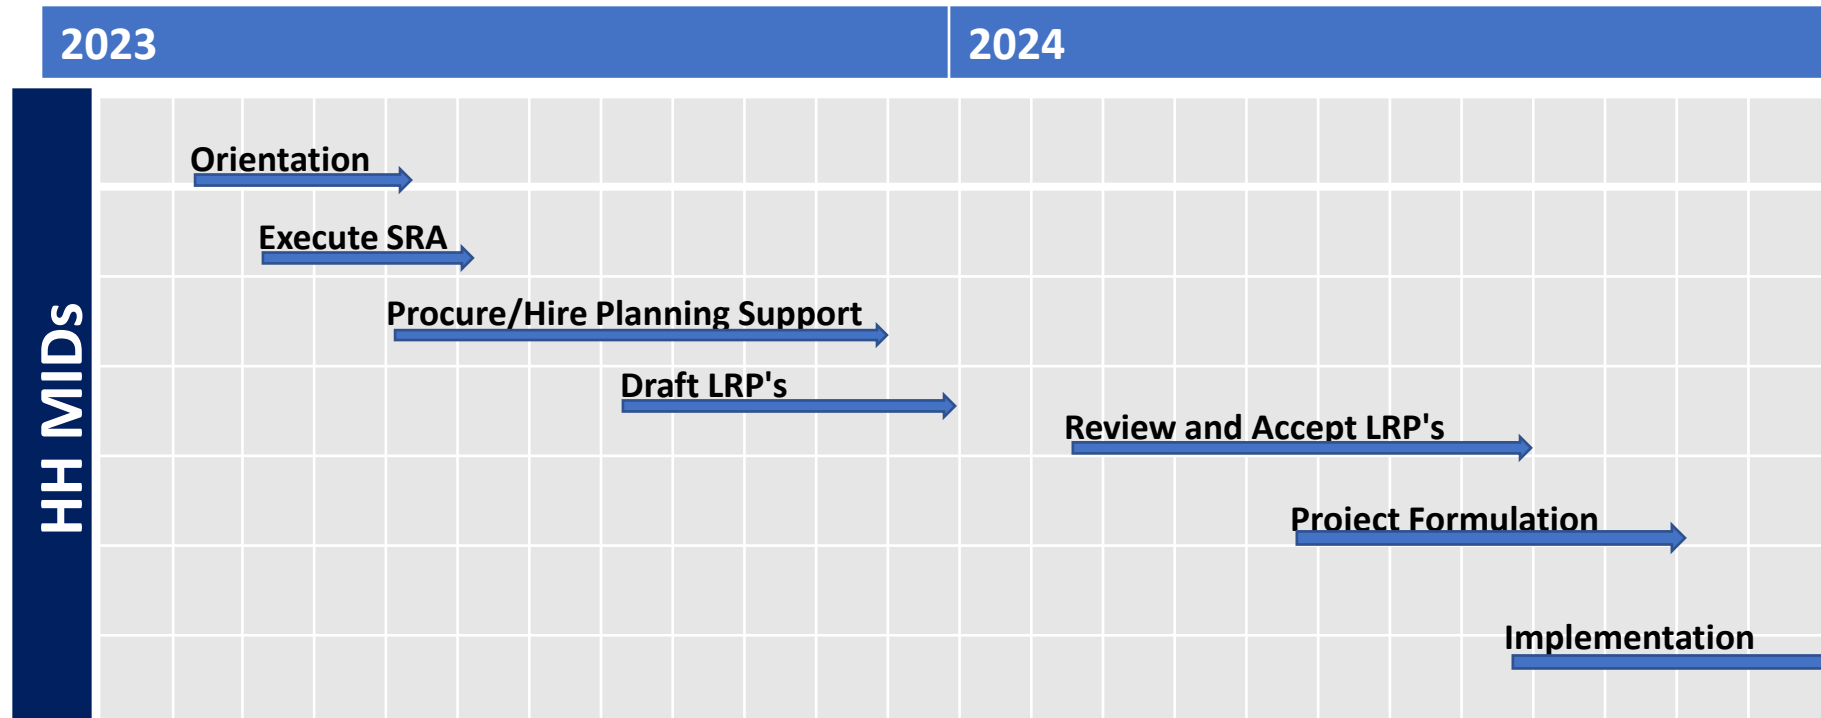 2023
2024
HH MIDs
Orientation
Execute SRA
Procure/Hire Planning Support
Draft LRP's
Review and Accept LRP's
Project Formulation
Implementation